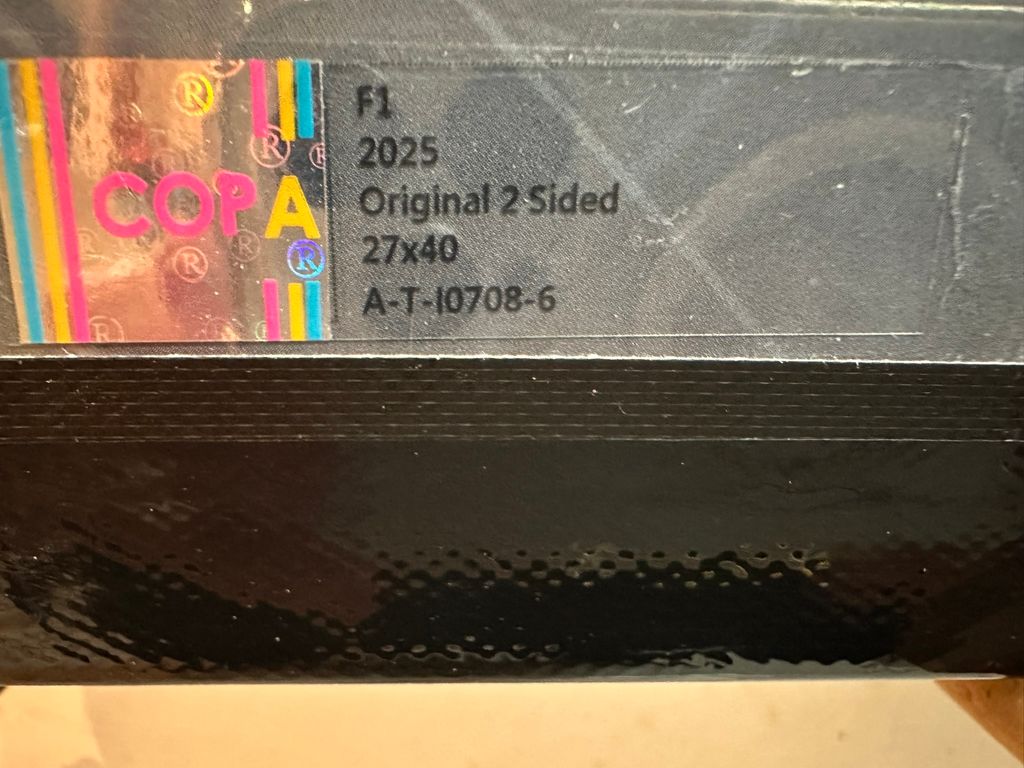 COPA
F1
2025
Original 2 Sided
27x40
A-T-I0708-6